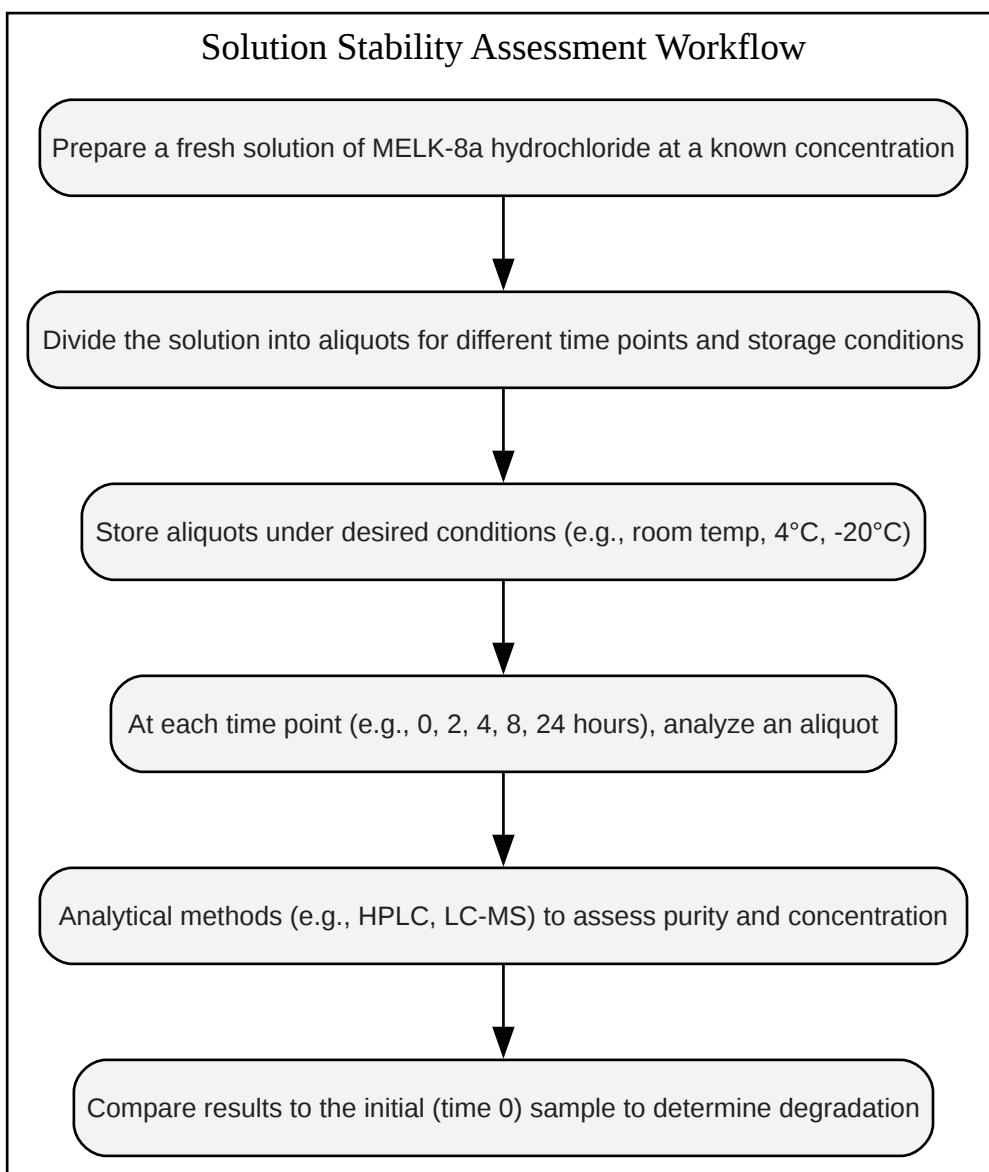 Solution Stability Assessment Workflow
Prepare a fresh solution of MELK-8a hydrochloride at a known concentration
Divide the solution into aliquots for different time points and storage conditions
Store aliquots under desired conditions (e.g., room temp, 4°C, -20°C)
At each time point (e.g., 0, 2, 4, 8, 24 hours), analyze an aliquot
Analytical methods (e.g., HPLC, LC-MS) to assess purity and concentration
Compare results to the initial (time 0) sample to determine degradation